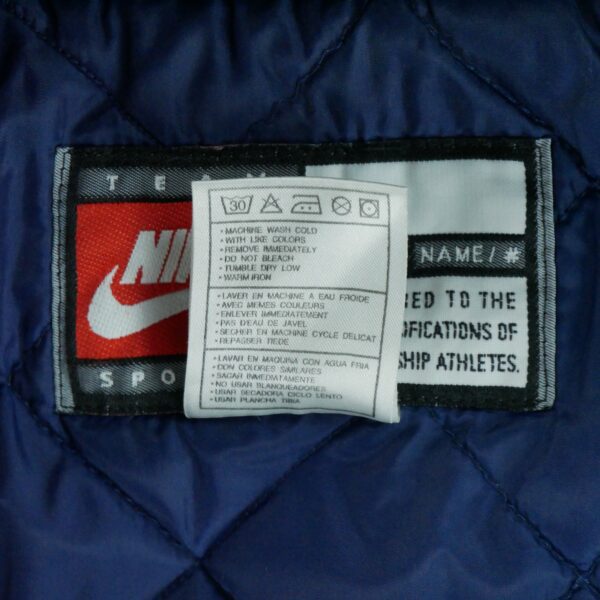 TEAM
NIK
SPO
NAME/#
RED TO THE
IFICATIONS OF
SHIP ATHLETES.
30
• MACHINE WASH COLD
• WITH LIKE COLORS
• REMOVE IMMEDIATELY
• DO NOT BLEACH
• TUMBLE DRY LOW
• WARM IRON
• LAVER EN MACHINE A EAU FROIDE
• AVEC MEMES COULEURS
• ENLEVER IMMEDIATEMENT
• PAS D'EAU DE JAVEL
• SECHER EN MACHINE CYCLE DELICAT
• REPASSER TIEDE
• LAVAR EN MAQUINA CON AGUA FRIA
• CON COLORES SIMILARES
• SACAR INMEDIATAMENTE
• NO USAR BLANQUEADORES
• USAR SECADORA CICLO LENTO
• USAR PLANCHA TIBIA